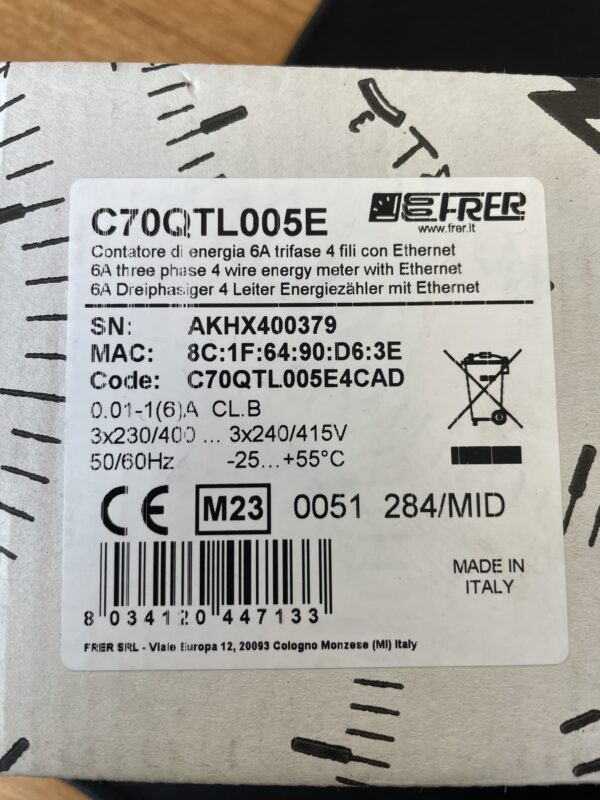 C70QTL005E
FRER
www.frer.it
Contatore di energia 6A trifase 4 fili con Ethernet
6A three phase 4 wire energy meter with Ethernet
6A Dreiphasiger 4 Leiter Energiezähler mit Ethernet
SN: AKHX400379
MAC: 8C:1F:64:90:D6:3E
Code: C70QTL005E4CAD
0.01-1(6)A CL.B
3x230/400 ... 3x240/415V
50/60Hz -25...+55°C
CE M23 0051 284/MID
MADE IN
ITALY
8 034120 447133
FRER SRL - Viale Europa 12, 20093 Cologno Monzese (MI) Italy